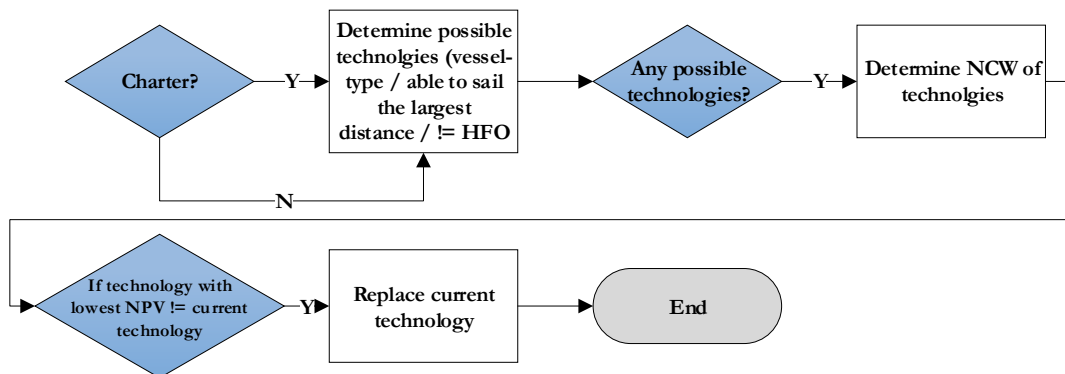 Charter?
Y
Determine possible
technolgies (vessel-
type / able to sail
the largest
distance / != HFO
Any possible
technologies?
Y
Determine NCW of
technolgies
N
If technology with
lowest NPV != current
technology
Y
Replace current
technology
End